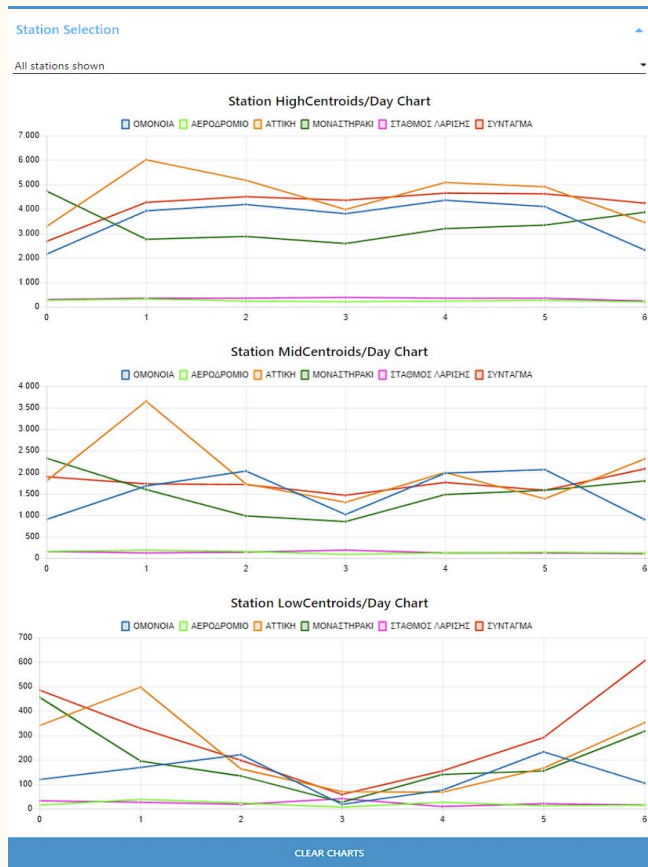 Station Selection
All stations shown
Station HighCentroids/Day Chart
ΟΜΟΝΟΙΑ ΑΕΡΟΔΡΟΜΙΟ ΑΤΤΙΚΗ ΜΟΝΑΣΤΗΡΑΚΙ ΣΤΑΘΜΟΣ ΛΑΡΙΣΗΣ ΣΥΝΤΑΓΜΑ
7.000
6.000
5.000
4.000
3.000
2.000
1.000
0
0 1 2 3 4 5 6
Station MidCentroids/Day Chart
ΟΜΟΝΟΙΑ ΑΕΡΟΔΡΟΜΙΟ ΑΤΤΙΚΗ ΜΟΝΑΣΤΗΡΑΚΙ ΣΤΑΘΜΟΣ ΛΑΡΙΣΗΣ ΣΥΝΤΑΓΜΑ
4.000
3.500
3.000
2.500
2.000
1.500
1.000
500
0
0 1 2 3 4 5 6
Station LowCentroids/Day Chart
ΟΜΟΝΟΙΑ ΑΕΡΟΔΡΟΜΙΟ ΑΤΤΙΚΗ ΜΟΝΑΣΤΗΡΑΚΙ ΣΤΑΘΜΟΣ ΛΑΡΙΣΗΣ ΣΥΝΤΑΓΜΑ
700
600
500
400
300
200
100
0
0 1 2 3 4 5 6
CLEAR CHARTS